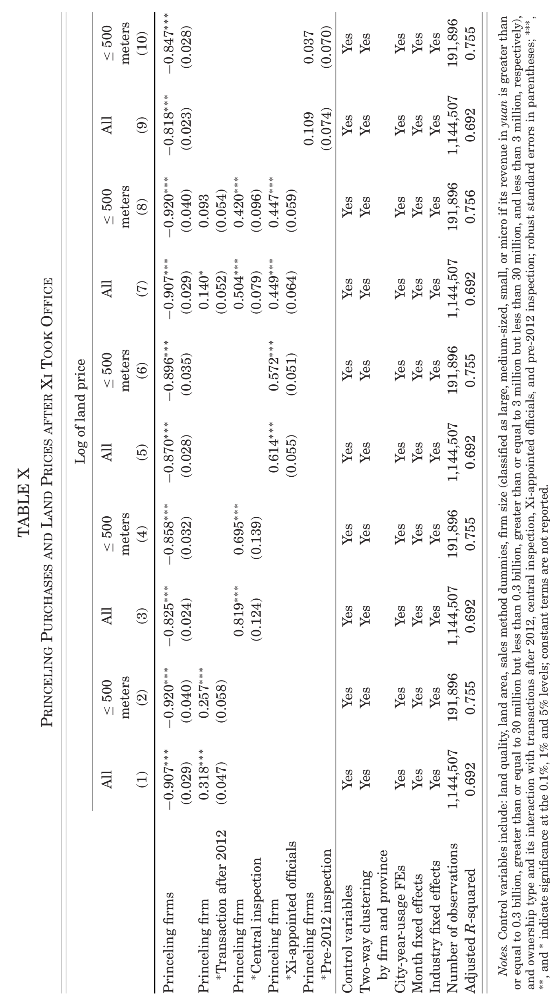 TABLE X
PRINCELING PURCHASES AND LAND PRICES AFTER XI TOOK OFFICE
Log of land price
All ≤ 500 All ≤ 500 All ≤ 500 All ≤ 500 All ≤ 500
meters meters meters meters meters
(1) (2) (3) (4) (5) (6) (7) (8) (9) (10)
Princeling firms −0.907*** −0.920*** −0.825*** −0.858*** −0.870*** −0.896*** −0.907*** −0.920*** −0.818*** −0.847***
(0.029) (0.040) (0.024) (0.032) (0.028) (0.035) (0.029) (0.040) (0.023) (0.028)
Princeling firm 0.318*** 0.257*** 0.140* 0.093
*Transaction after 2012 (0.047) (0.058) (0.052) (0.054)
Princeling firm 0.819*** 0.695*** 0.504*** 0.420***
*Central inspection (0.124) (0.139) (0.079) (0.096)
Princeling firm 0.614*** 0.572*** 0.449*** 0.447***
*Xi-appointed officials (0.055) (0.051) (0.064) (0.059)
Princeling firms 0.109 0.037
*Pre-2012 inspection (0.074) (0.070)
Control variables Yes Yes Yes Yes Yes Yes Yes Yes Yes Yes
Two-way clustering Yes Yes Yes Yes Yes Yes Yes Yes Yes Yes
by firm and province
City-year-usage FEs Yes Yes Yes Yes Yes Yes Yes Yes Yes Yes
Month fixed effects Yes Yes Yes Yes Yes Yes Yes Yes Yes Yes
Industry fixed effects Yes Yes Yes Yes Yes Yes Yes Yes Yes Yes
Number of observations 1,144,507 191,896 1,144,507 191,896 1,144,507 191,896 1,144,507 191,896 1,144,507 191,896
Adjusted R-squared 0.692 0.755 0.692 0.755 0.692 0.755 0.692 0.756 0.692 0.755
Notes. Control variables include: land quality, land area, sales method dummies, firm size (classified as large, medium-sized, small, or micro if its revenue in yuan is greater than
or equal to 0.3 billion, greater than or equal to 30 million but less than 0.3 billion, greater than or equal to 3 million but less than 30 million, and less than 3 million, respectively),
and ownership type and its interaction with transactions after 2012, central inspection, Xi-appointed officials, and pre-2012 inspection; robust standard errors in parentheses; ***,
**, and * indicate significance at the 0.1%, 1% and 5% levels; constant terms are not reported.